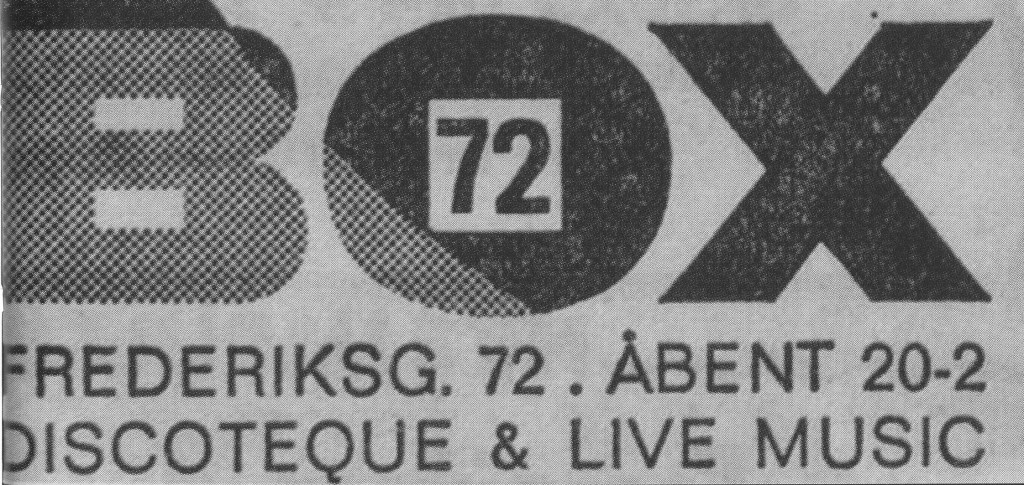 BOX
72
FREDERIKSG. 72 . ÅBENT 20-2
DISCOTEQUE & LIVE MUSIC